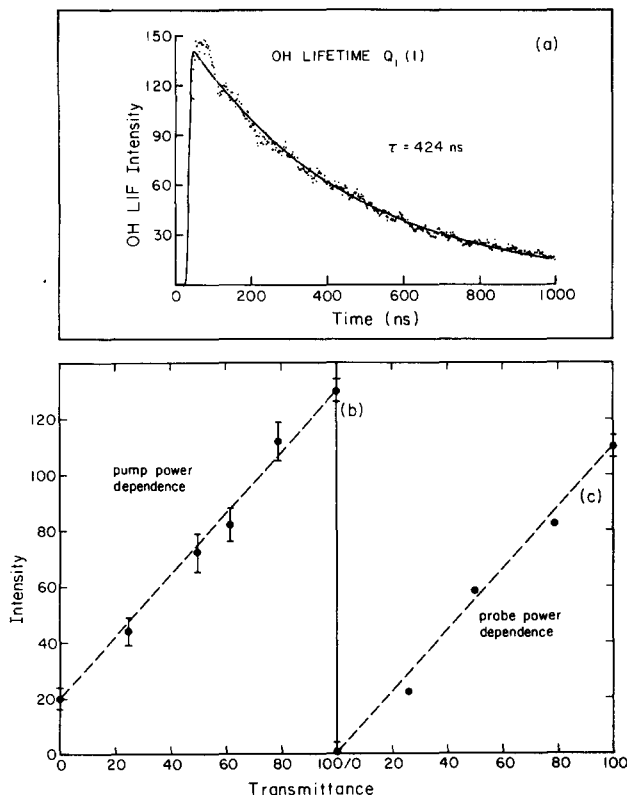 OH LIFETIME Q₁ (1)
(a)
τ = 424 ns
OH LIF Intensity
150
120
90
60
30
0 200 400 600 800 1000
Time (ns)
(b)
pump power
dependence
(c)
probe power
dependence
Intensity
120
100
80
60
40
20
0
0 20 40 60 80 100/0 20 40 60 80 100
Transmittance